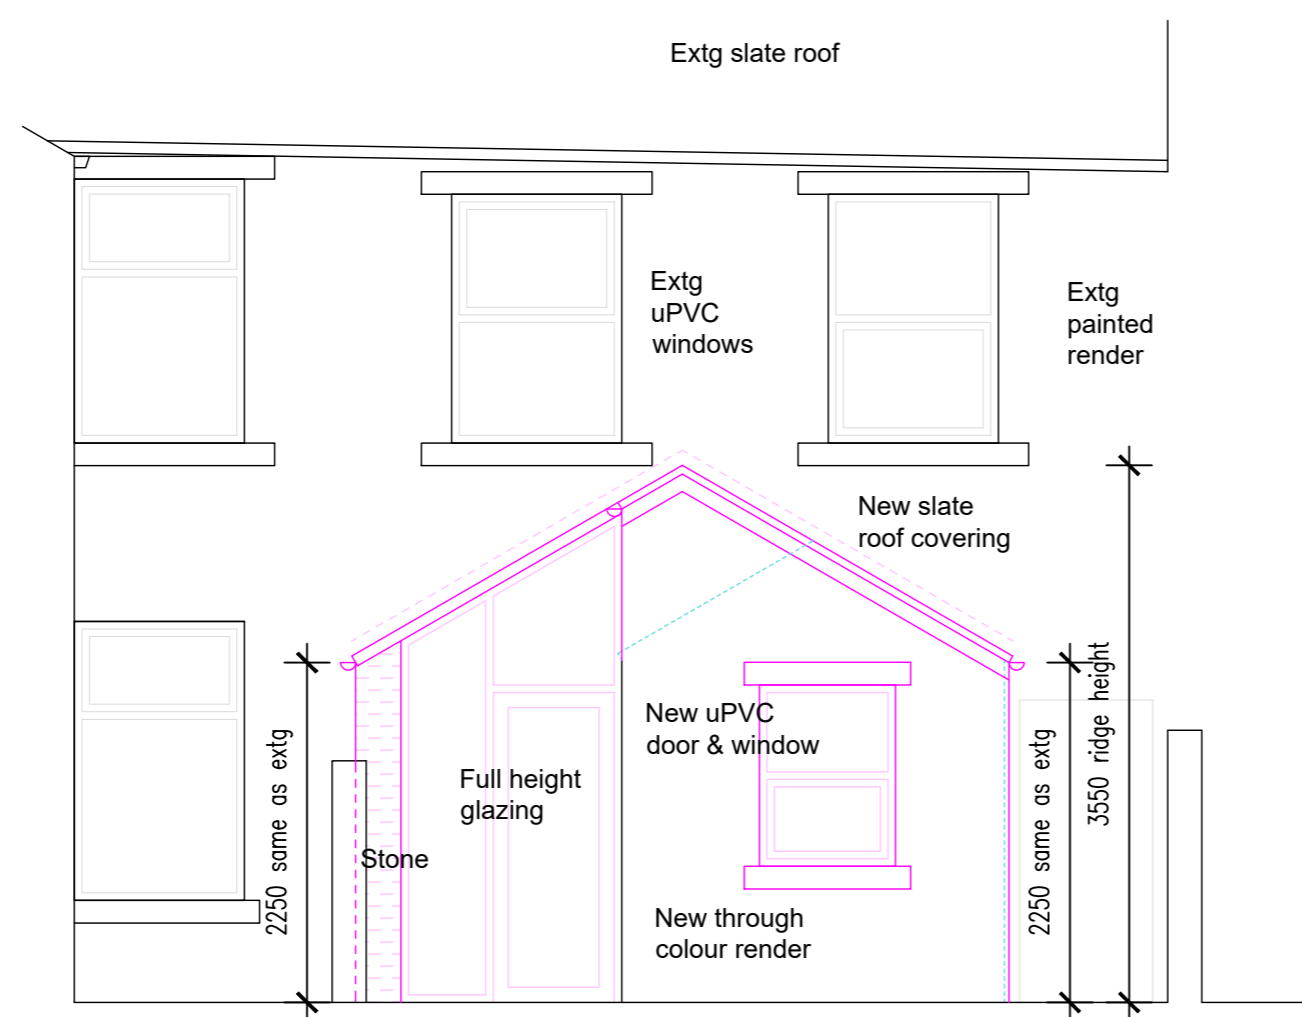 Extg slate roof
Extg
uPVC
windows
Extg
painted
render
New slate
roof covering
New uPVC
door & window
Full height
glazing
Stone
New through
colour render
2250 same as extg
2250 same as extg
3550 ridge height